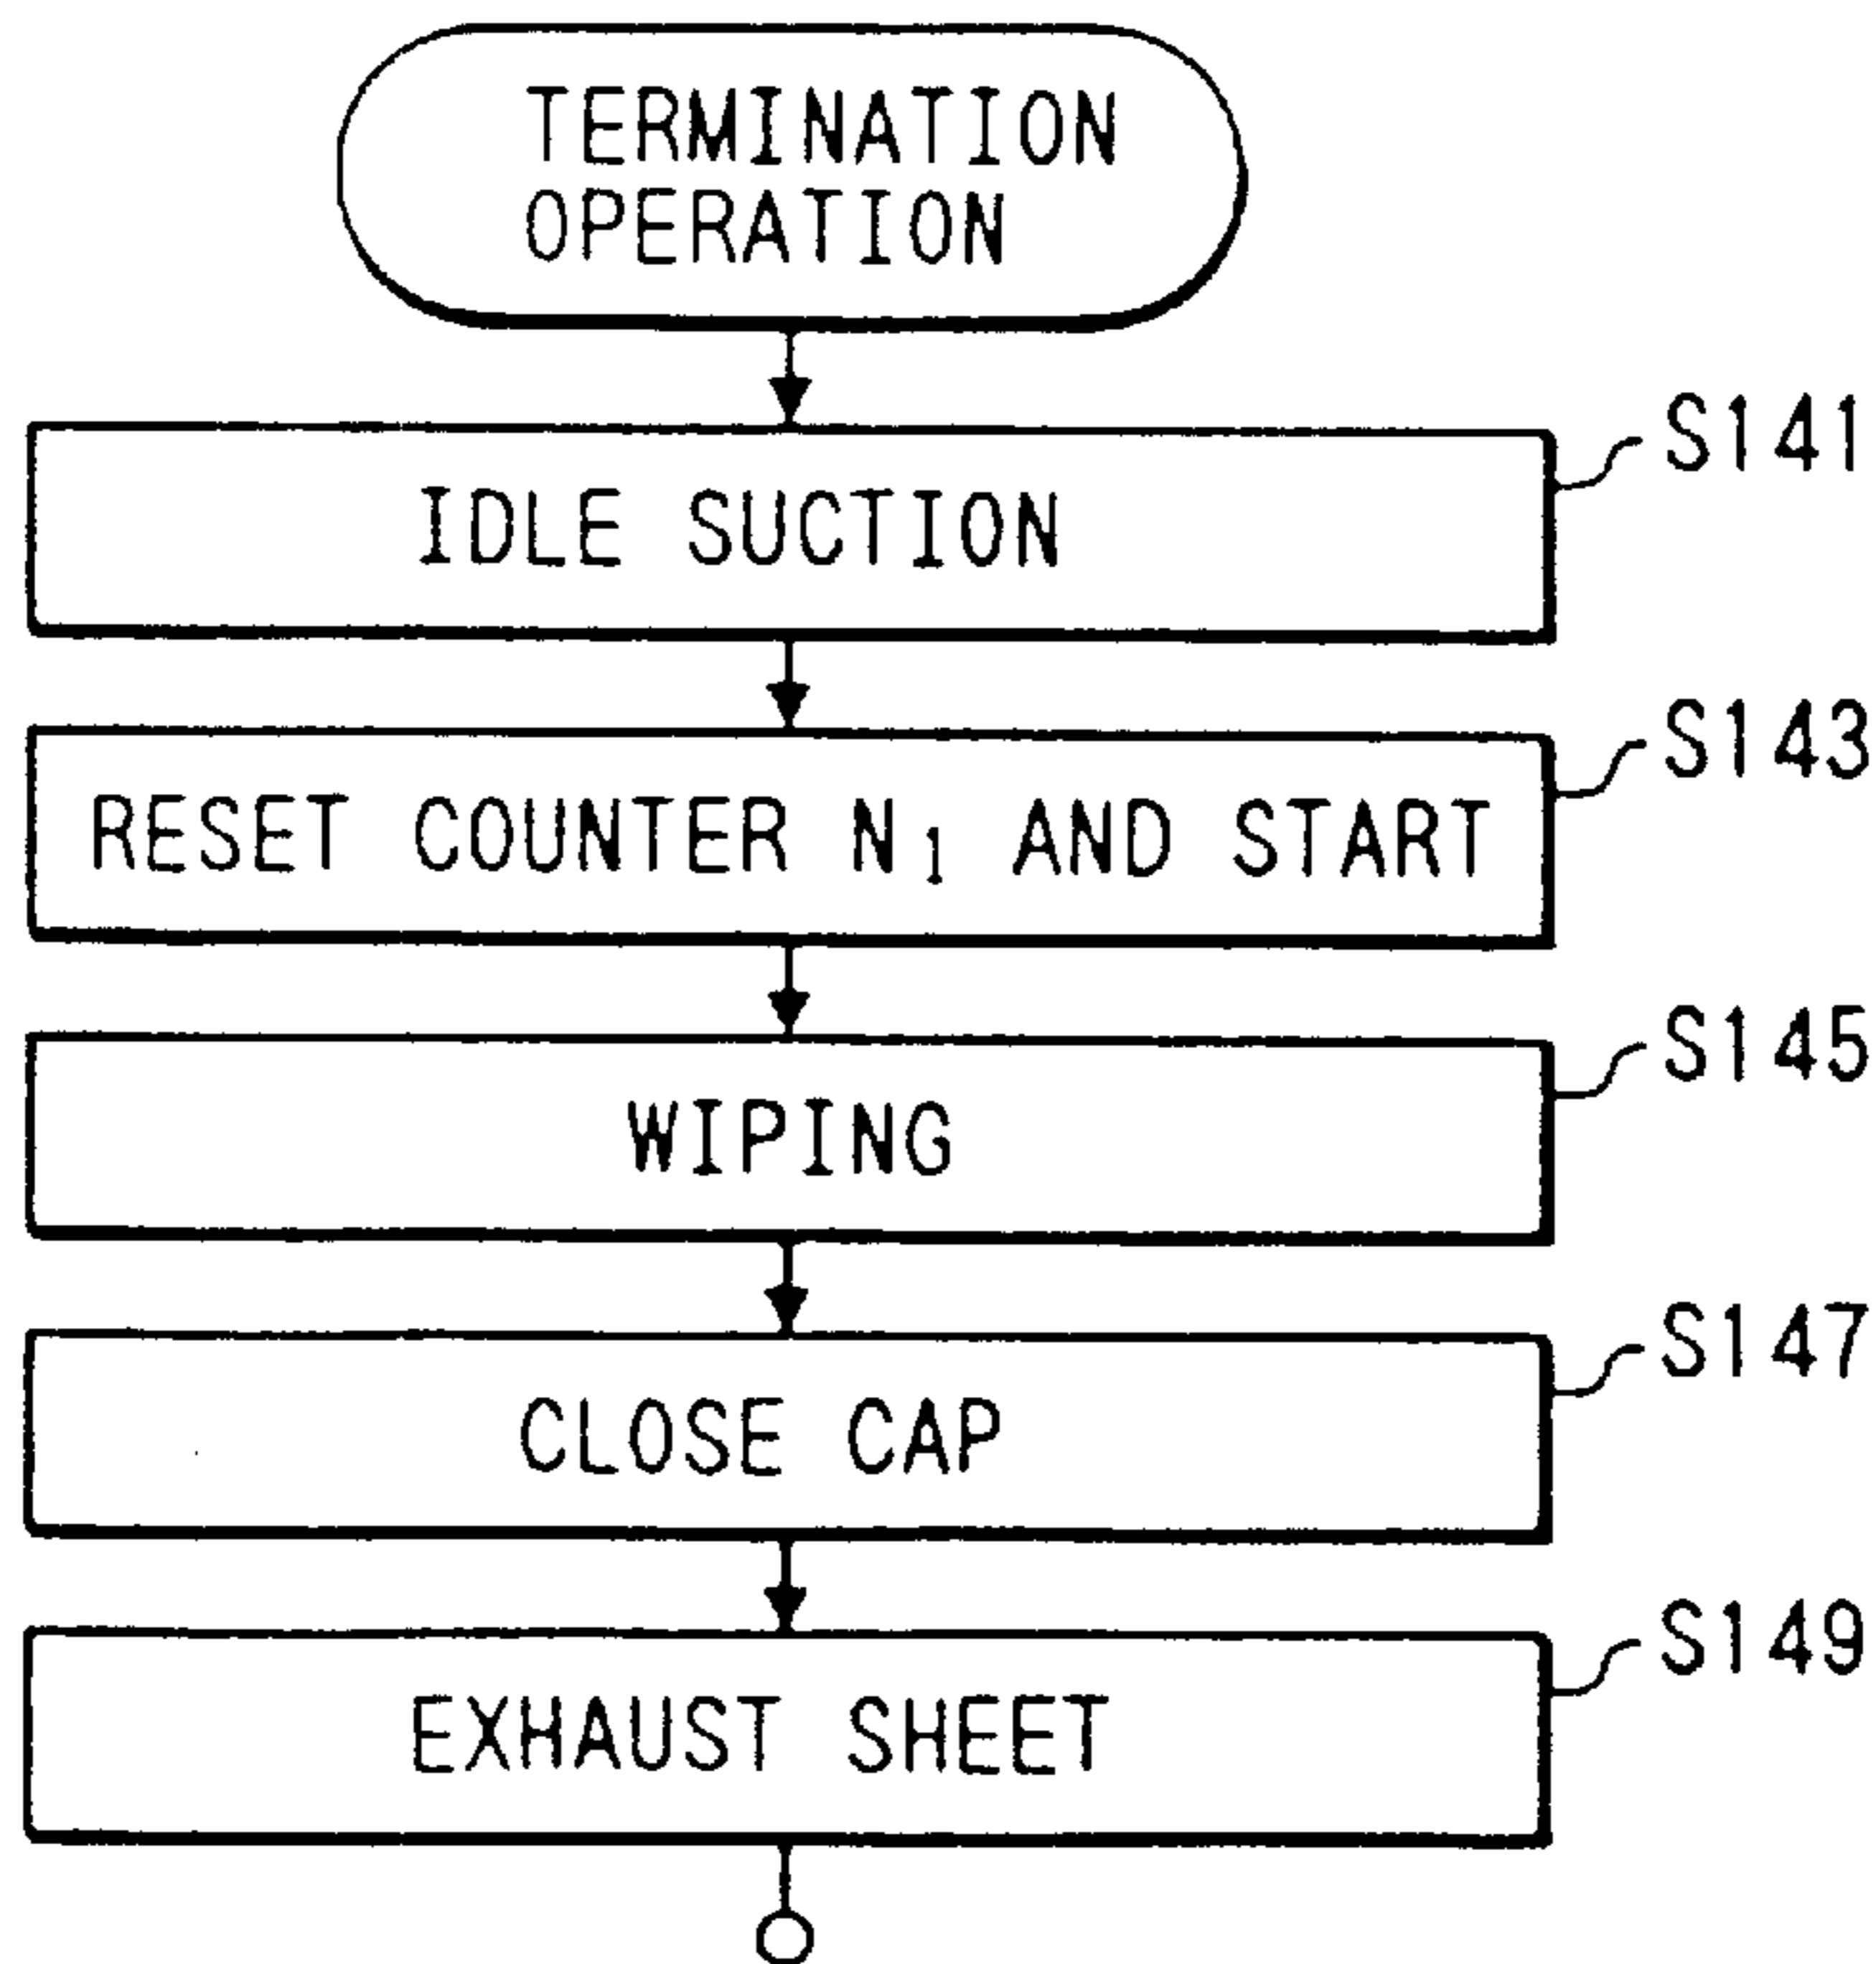 TERMINATION
OPERATION
S141
IDLE SUCTION
S143
RESET COUNTER N₁ AND START
S145
WIPING
S147
CLOSE CAP
S149
EXHAUST SHEET